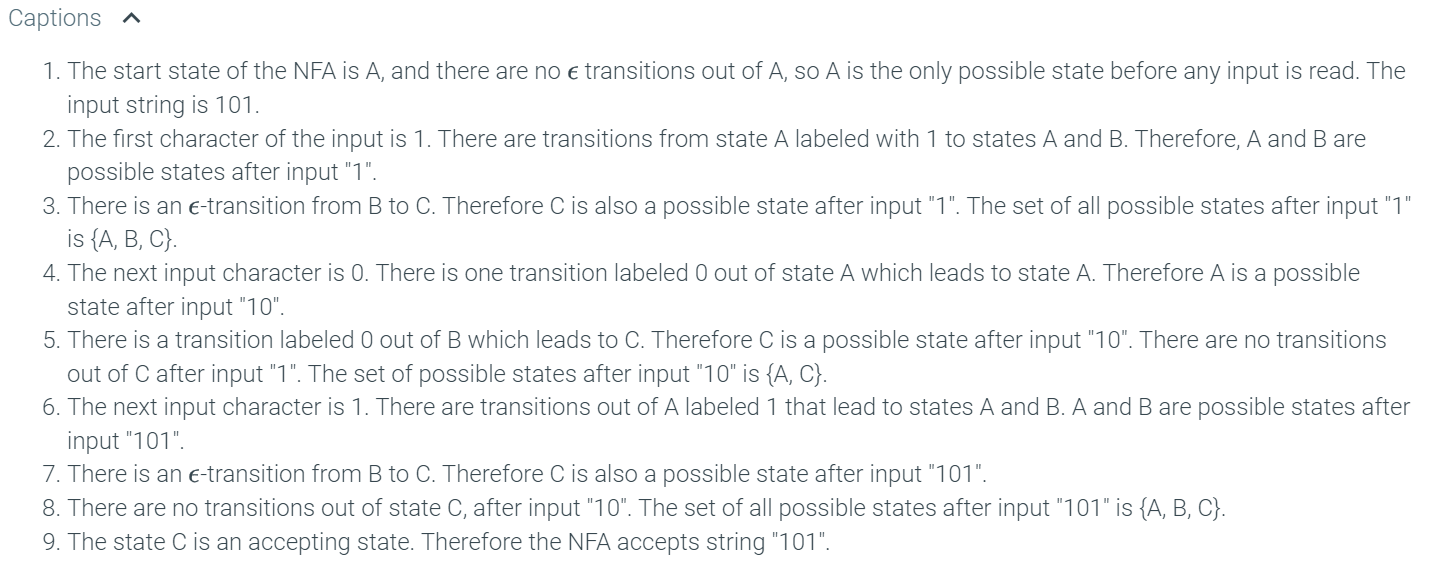 Captions
1. The start state of the NFA is A, and there are no ϵ transitions out of A, so A is the only possible state before any input is read. The
input string is 101.
2. The first character of the input is 1. There are transitions from state A labeled with 1 to states A and B. Therefore, A and B are
possible states after input "1".
3. There is an ϵ-transition from B to C. Therefore C is also a possible state after input "1". The set of all possible states after input "1"
is {A, B, C}.
4. The next input character is 0. There is one transition labeled 0 out of state A which leads to state A. Therefore A is a possible
state after input "10".
5. There is a transition labeled 0 out of B which leads to C. Therefore C is a possible state after input "10". There are no transitions
out of C after input "1". The set of possible states after input "10" is {A, C}.
6. The next input character is 1. There are transitions out of A labeled 1 that lead to states A and B. A and B are possible states after
input "101".
7. There is an ϵ-transition from B to C. Therefore C is also a possible state after input "101".
8. There are no transitions out of state C, after input "10". The set of all possible states after input "101" is {A, B, C}.
9. The state C is an accepting state. Therefore the NFA accepts string "101".